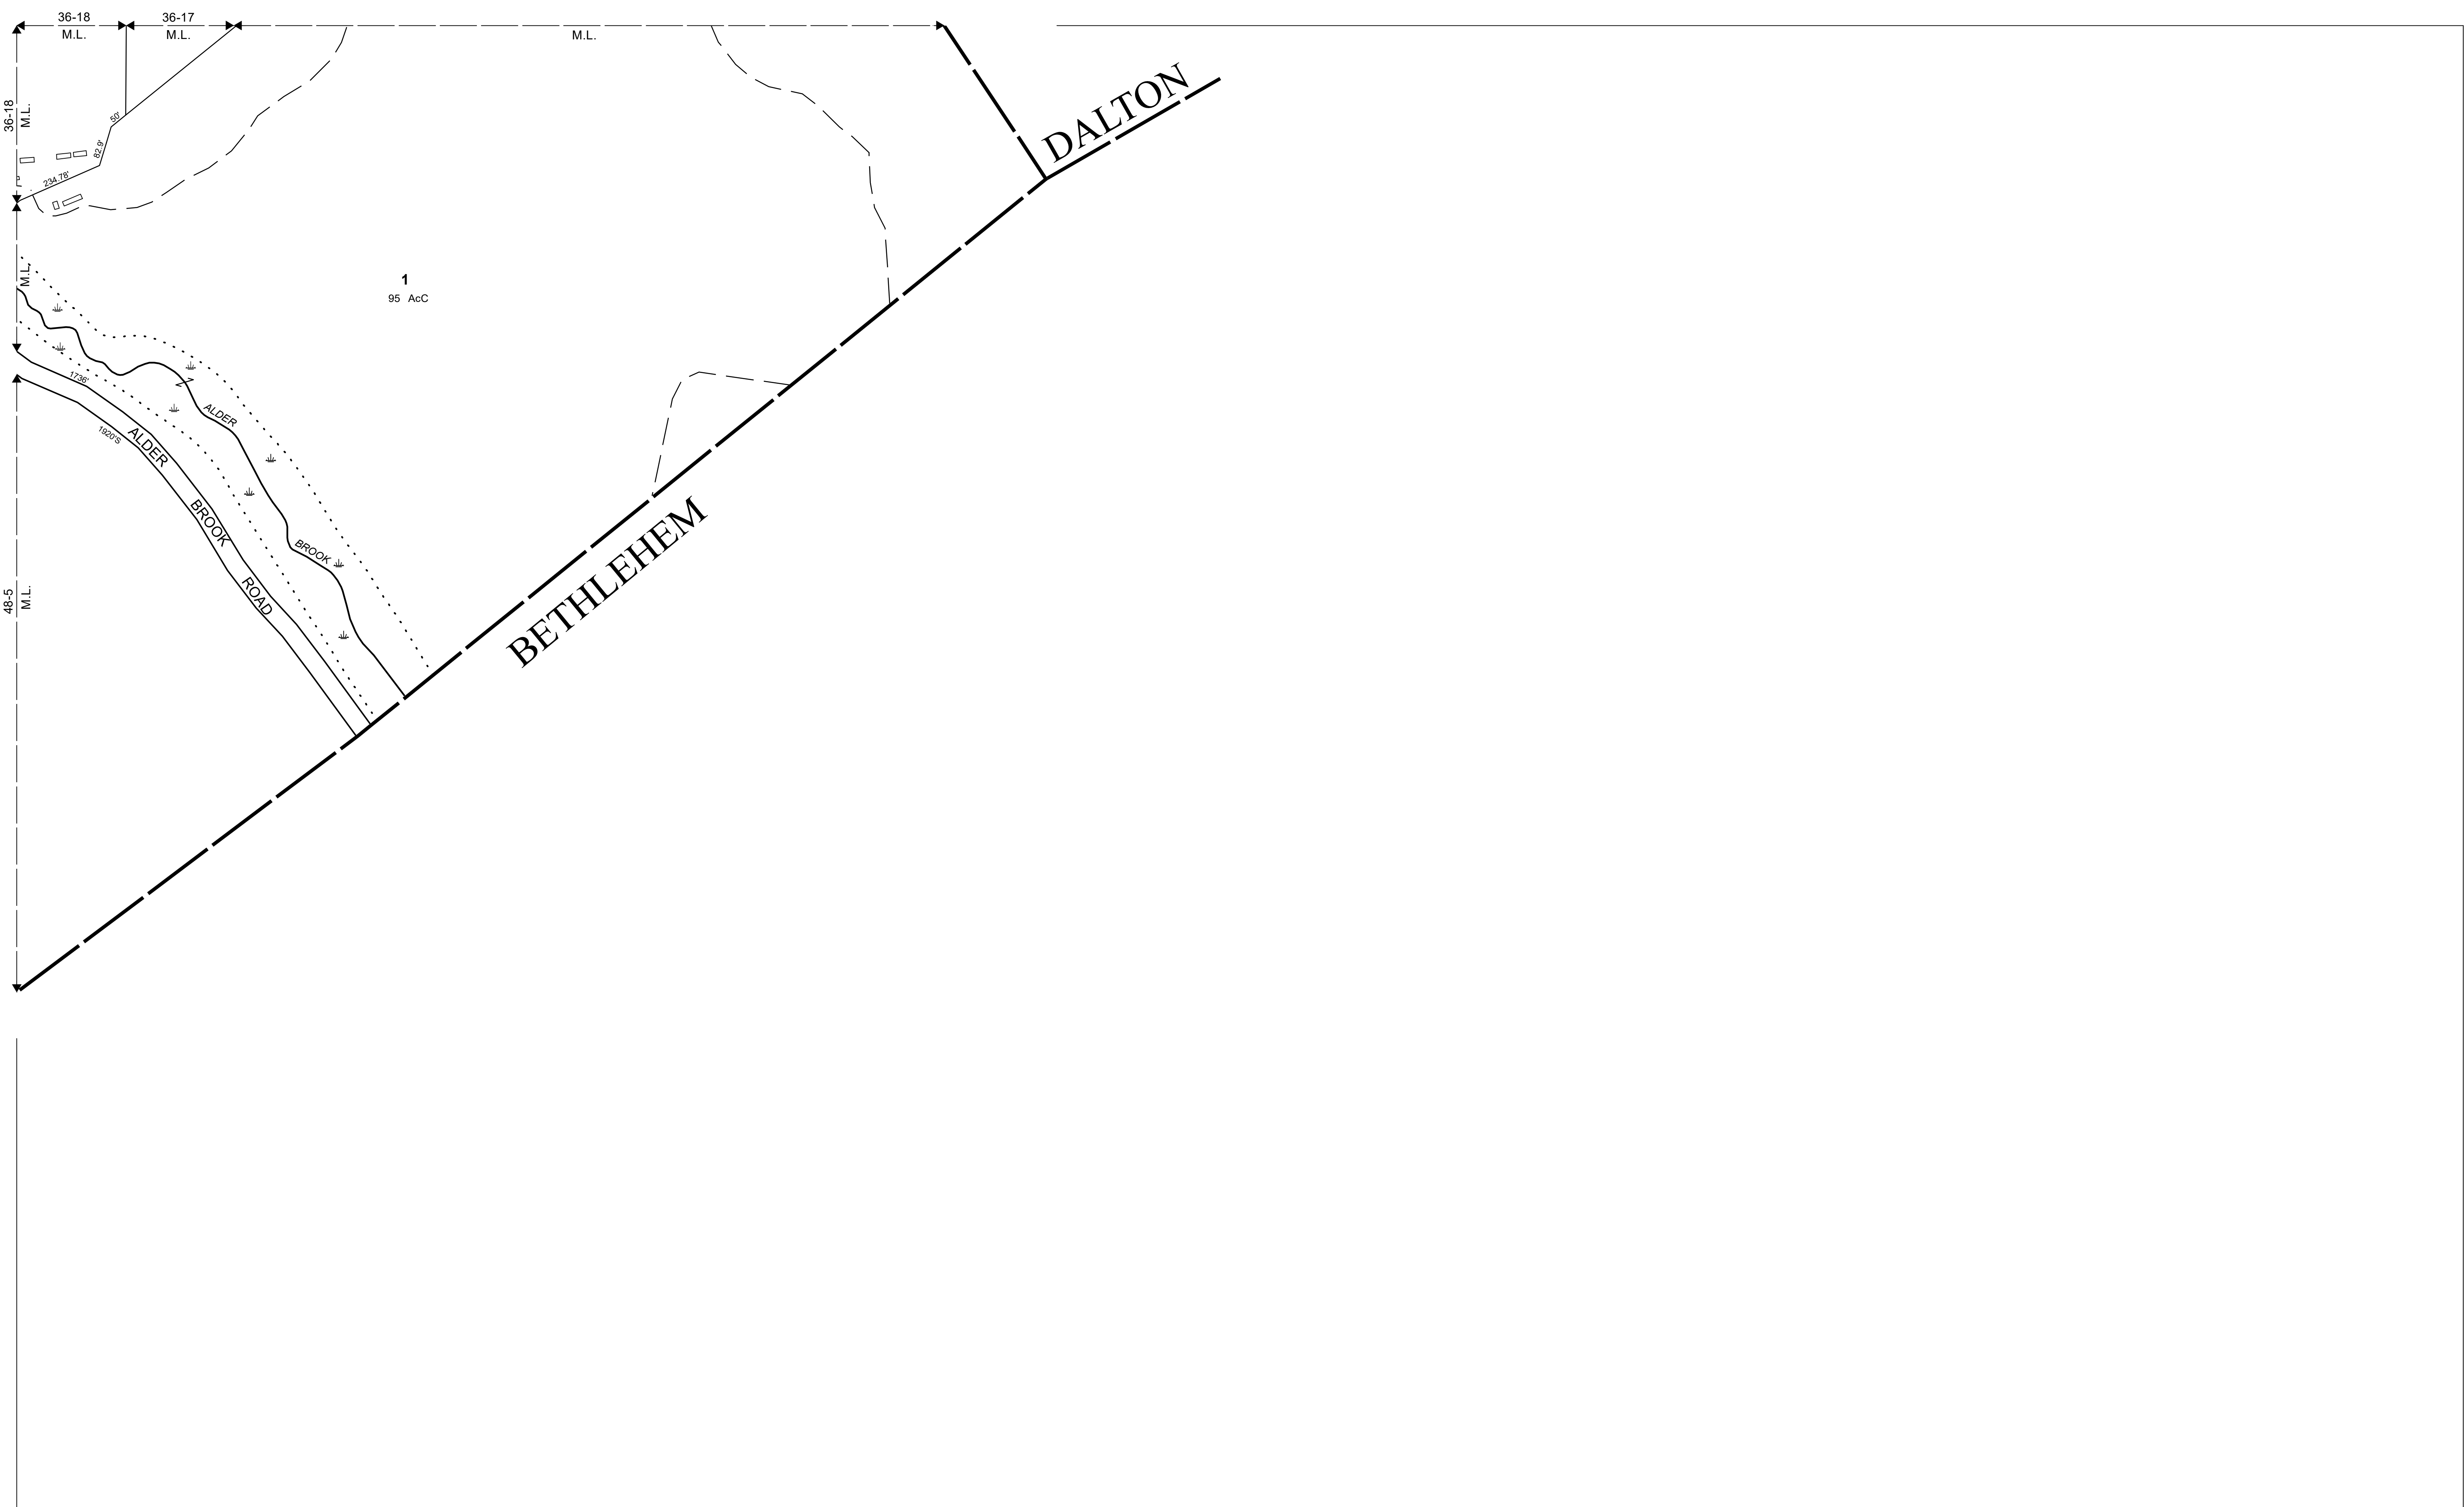 36-18
M.L.
36-17
M.L.
M.L.
DALTON
36-18
M.L.
50'
82.9'
234.78'
M.L.
1
95 AcC
1736'
1920'S
ALDER
BROOK
ROAD
ALDER
BROOK
BETHLEHEM
48-5
M.L.